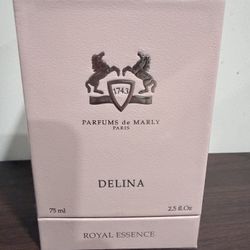 1743
PARFUMS de MARLY
PARIS
DELINA
75 ml 2.5 fl.Oz
ROYAL ESSENCE